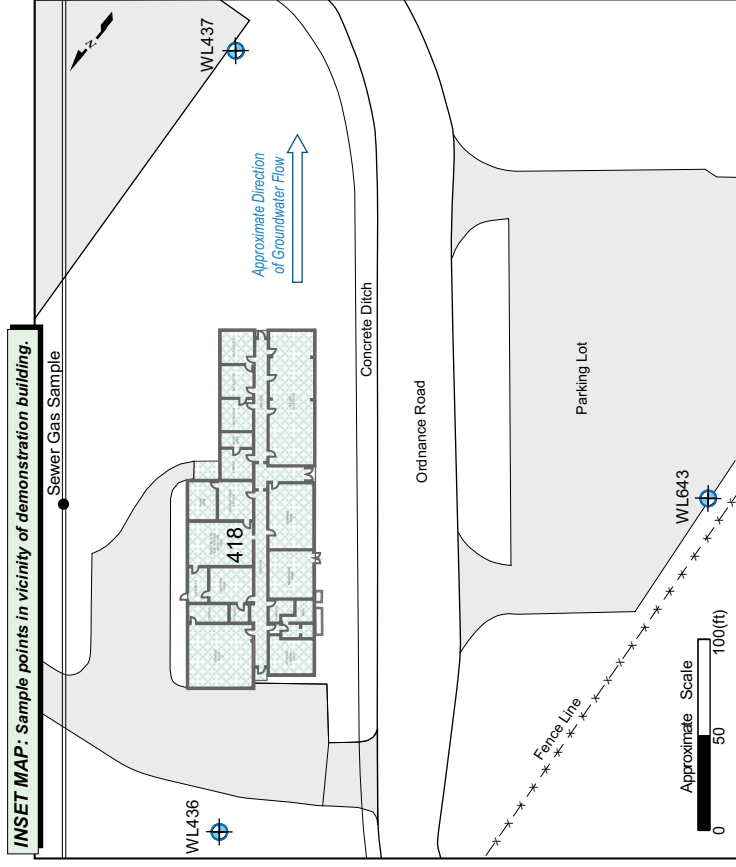 INSET MAP: Sample points in vicinity of demonstration building.
Sewer Gas Sample
N
WL437
Approximate Direction
of Groundwater Flow
418
WL436
Concrete Ditch
Ordnance Road
Parking Lot
WL643
Fence Line
Approximate Scale
0 50 100(ft)